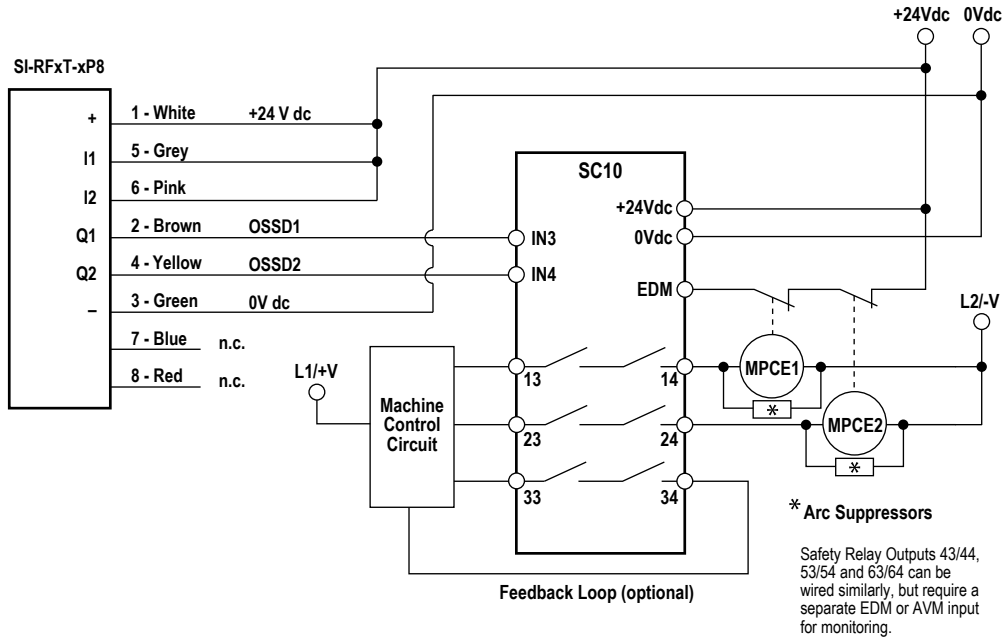 +24Vdc 0Vdc
SI-RFxT-xP8
+ 1 - White +24 V dc
I1 5 - Grey
I2 6 - Pink
Q1 2 - Brown OSSD1
Q2 4 - Yellow OSSD2
– 3 - Green 0V dc
7 - Blue n.c.
8 - Red n.c.
SC10
+24Vdc
0Vdc
IN3
IN4
EDM
L2/-V
L1/+V
Machine
Control
Circuit
13 14
23 24
33 34
MPCE1
*
MPCE2
*
* Arc Suppressors
Feedback Loop (optional)
Safety Relay Outputs 43/44,
53/54 and 63/64 can be
wired similarly, but require a
separate EDM or AVM input
for monitoring.